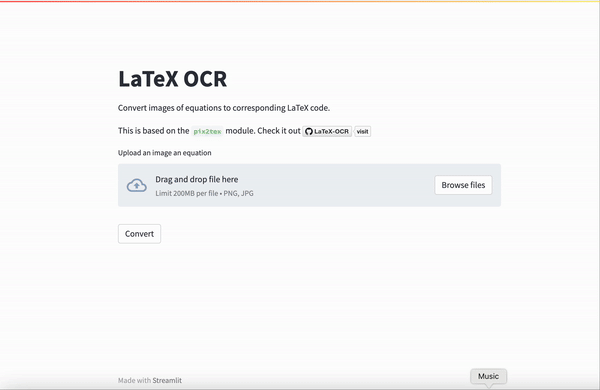 LaTeX OCR
Convert images of equations to corresponding LaTeX code.
This is based on the pix2tex module. Check it out LaTeX-OCR visit
Upload an image an equation
Drag and drop file here
Limit 200MB per file • PNG, JPG
Browse files
Convert
Made with Streamlit
Music